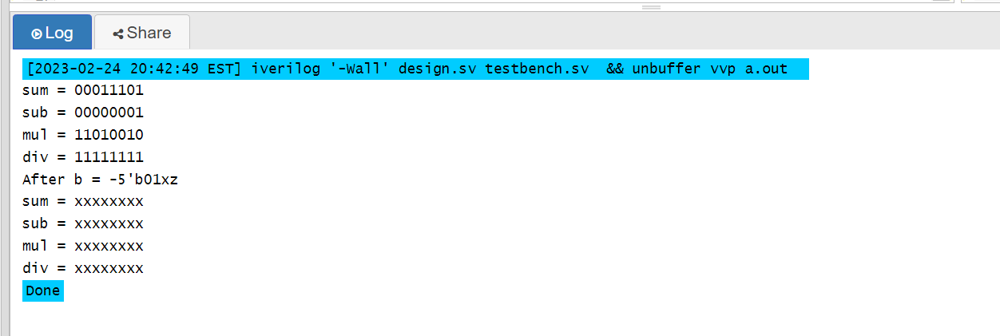 Log Share
[2023-02-24 20:42:49 EST] iverilog '-Wall' design.sv testbench.sv && unbuffer vvp a.out
sum = 00011101
sub = 00000001
mul = 11010010
div = 11111111
After b = -5'b01xz
sum = xxxxxxxx
sub = xxxxxxxx
mul = xxxxxxxx
div = xxxxxxxx
Done